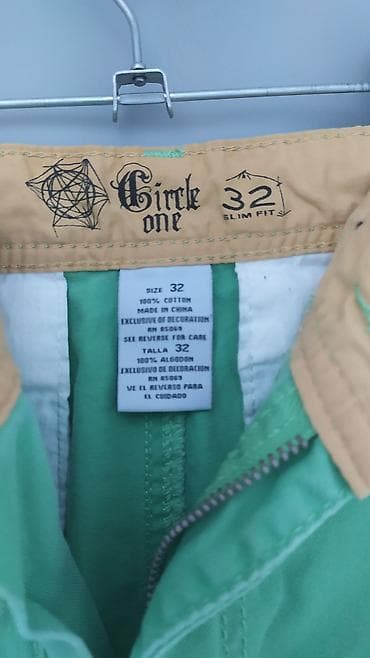 Circle
one
32
SLIM FIT
SIZE 32
100% COTTON
MADE IN CHINA
EXCLUSIVE OF DECORATION
RN 85069
SEE REVERSE FOR CARE
TALLA 32
100% ALGODON
EXCLUSIVO DE DECORACION
RN 85069
VE EL REVERSO PARA
EL CUIDADO